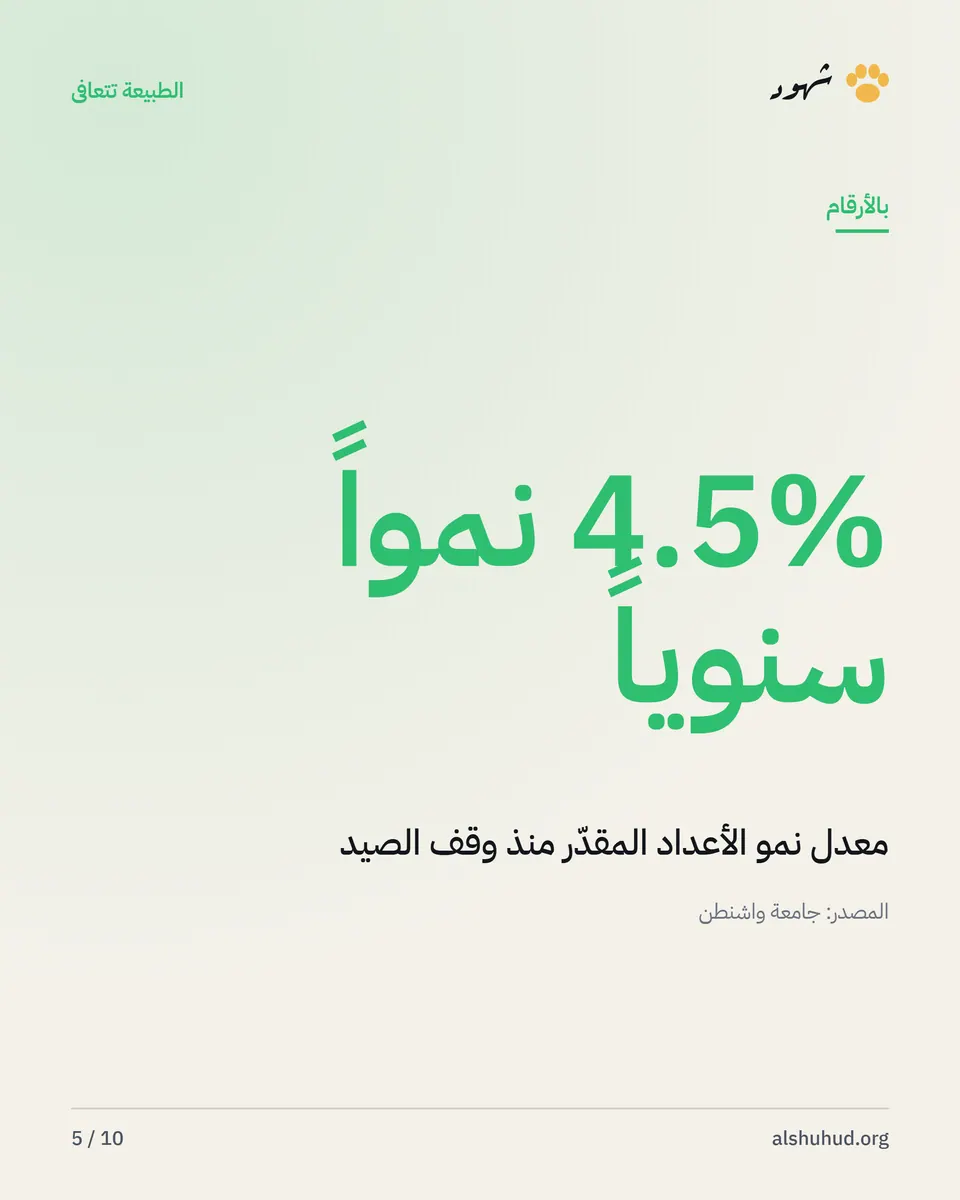 شهود
الطبيعة تتعافى
بالأرقام
4.5% نمواً
سنوياً
معدل نمو الأعداد المقدّر منذ وقف الصيد
المصدر: جامعة واشنطن
alshuhud.org
5 / 10